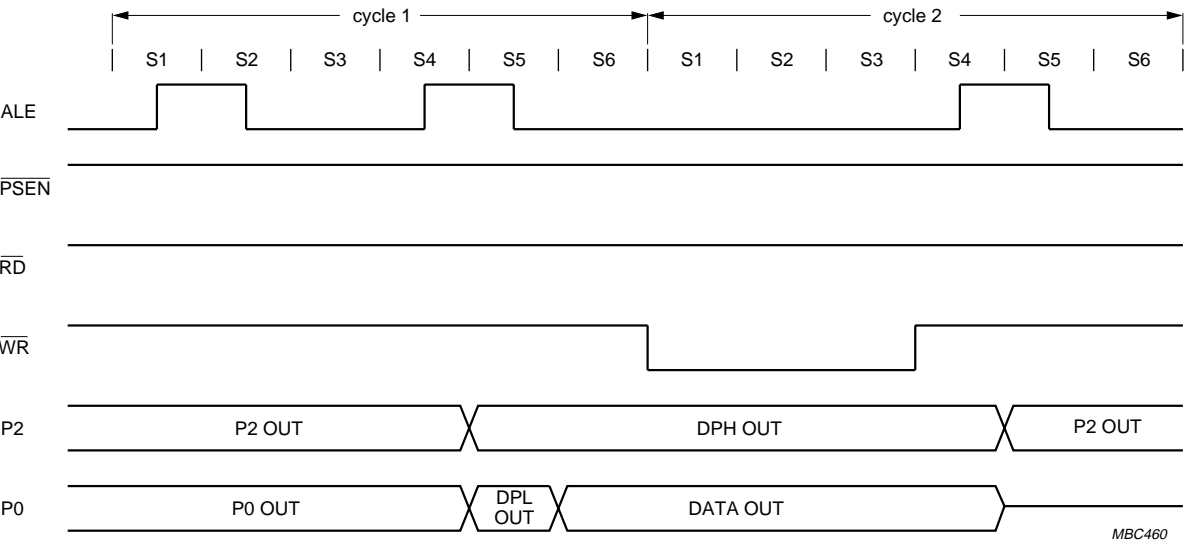 cycle 1 cycle 2
S1 S2 S3 S4 S5 S6 S1 S2 S3 S4 S5 S6
ALE
PSEN
RD
WR
P2 P2 OUT DPH OUT P2 OUT
P0 P0 OUT DPL OUT DATA OUT
MBC460